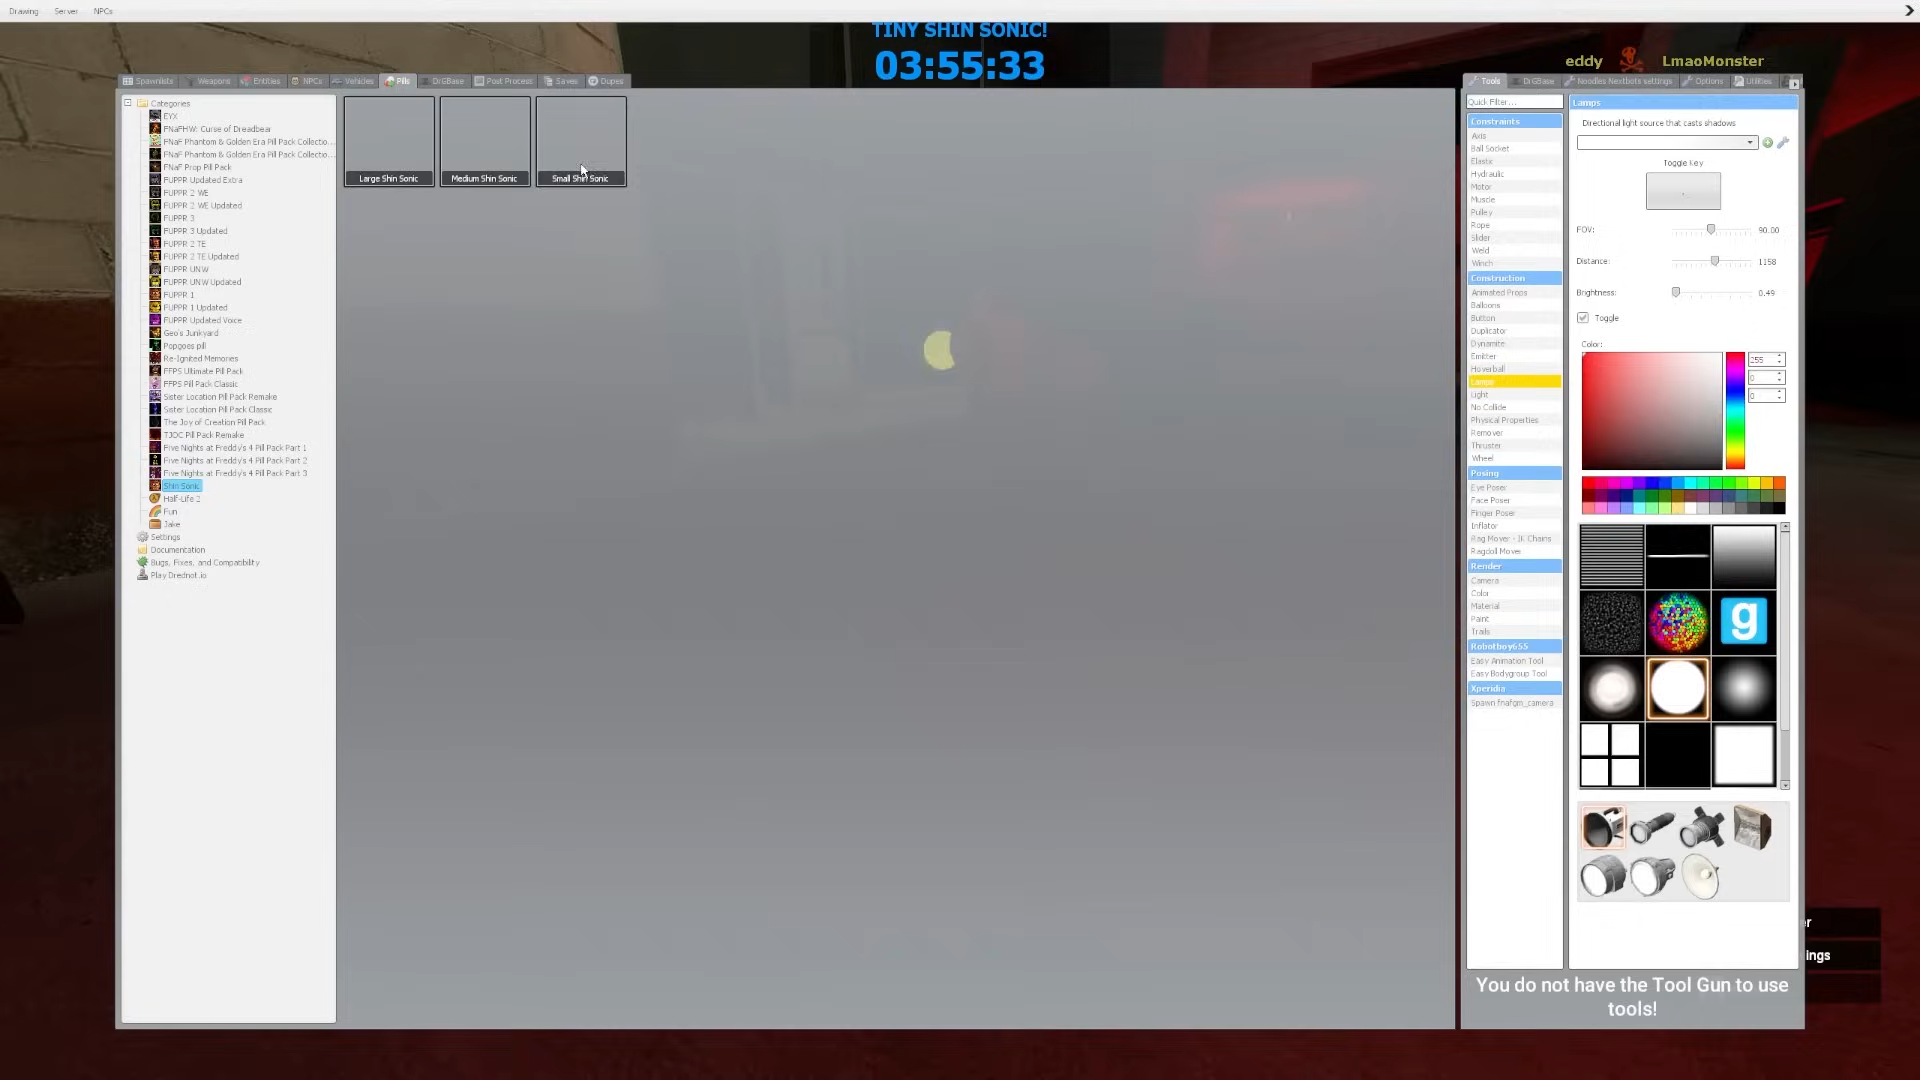 Drawing Server NPCs
TINY SHIN SONIC!
03:55:33
eddy LmaoMonster
Spawnlists Weapons Entities NPCs Vehicles Pills DrGBase Post Process Saves Dupes
Categories
EYX
FNaFHW: Curse of Dreadbear
FNaF Phantom & Golden Era Pill Pack Collectio...
FNaF Phantom & Golden Era Pill Pack Collectio...
FNaF Prop Pill Pack
FUPPR Updated Extra
FUPPR 2 WE
FUPPR 2 WE Updated
FUPPR 3
FUPPR 3 Updated
FUPPR 2 TE
FUPPR 2 TE Updated
FUPPR UNW
FUPPR UNW Updated
FUPPR 1
FUPPR 1 Updated
FUPPR Updated Voice
Geo's Junkyard
Popgoes pill
Re-Ignited Memories
FFPS Ultimate Pill Pack
FFPS Pill Pack Classic
Sister Location Pill Pack Remake
Sister Location Pill Pack Classic
The Joy of Creation Pill Pack
TJOC Pill Pack Remake
Five Nights at Freddy's 4 Pill Pack Part 1
Five Nights at Freddy's 4 Pill Pack Part 2
Five Nights at Freddy's 4 Pill Pack Part 3
Shin Sonic
Half-Life 2
Fun
Jake
Settings
Documentation
Bugs, Fixes, and Compatibility
Play Drednot.io
Large Shin Sonic Medium Shin Sonic Small Shin Sonic
Tools DrGBase Noodles Nextbots settings Options Utilities
Quick Filter...
Constraints
Axis
Ball Socket
Elastic
Hydraulic
Motor
Muscle
Pulley
Rope
Slider
Weld
Winch
Construction
Animated Props
Balloons
Button
Duplicator
Dynamite
Emitter
Hoverball
Lamps
Light
No Collide
Physical Properties
Remover
Thruster
Wheel
Posing
Eye Poser
Face Poser
Finger Poser
Inflator
Rag Mover - IK Chains
Ragdoll Mover
Render
Camera
Color
Material
Paint
Trails
Robotboy655
Easy Animation Tool
Easy Bodygroup Tool
Xperidia
Spawn fnafgm_camera
Lamps
Directional light source that casts shadows
Toggle Key
FOV: 90.00
Distance: 1158
Brightness: 0.49
Toggle
Color:
255
0
0
g
er
ings
You do not have the Tool Gun to use
tools!